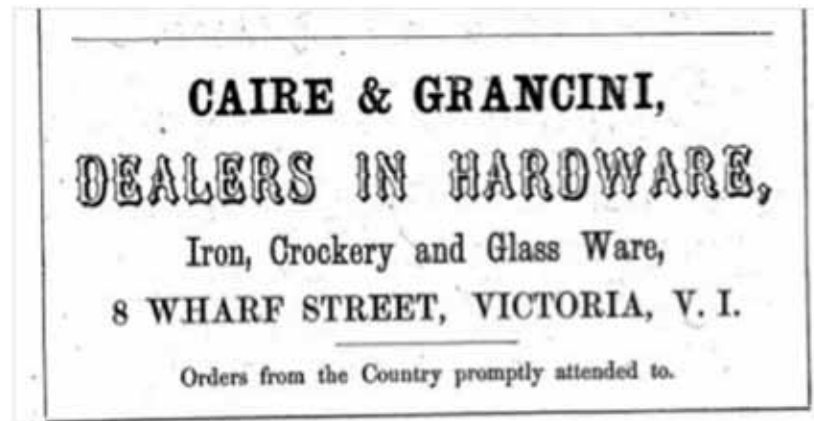 CAIRE & GRANCINI,
DEALERS IN HARDWARE,
Iron, Crockery and Glass Ware,
8 WHARF STREET, VICTORIA, V. I.
Orders from the Country promptly attended to.